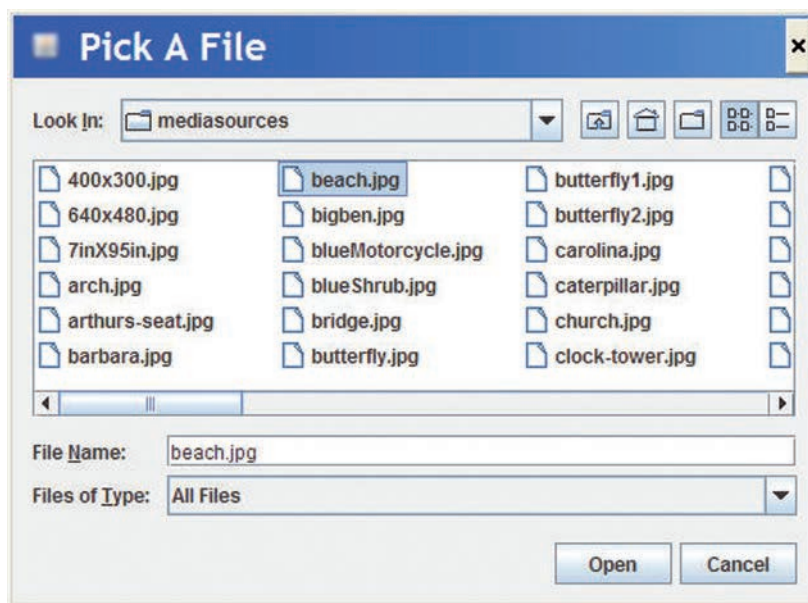 Pick A File
Look In: mediasources
400x300.jpg beach.jpg butterfly1.jpg
640x480.jpg bigben.jpg butterfly2.jpg
7inX95in.jpg blueMotorcycle.jpg carolina.jpg
arch.jpg blueShrub.jpg caterpillar.jpg
arthurs-seat.jpg bridge.jpg church.jpg
barbara.jpg butterfly.jpg clock-tower.jpg
File Name: beach.jpg
Files of Type: All Files
Open Cancel